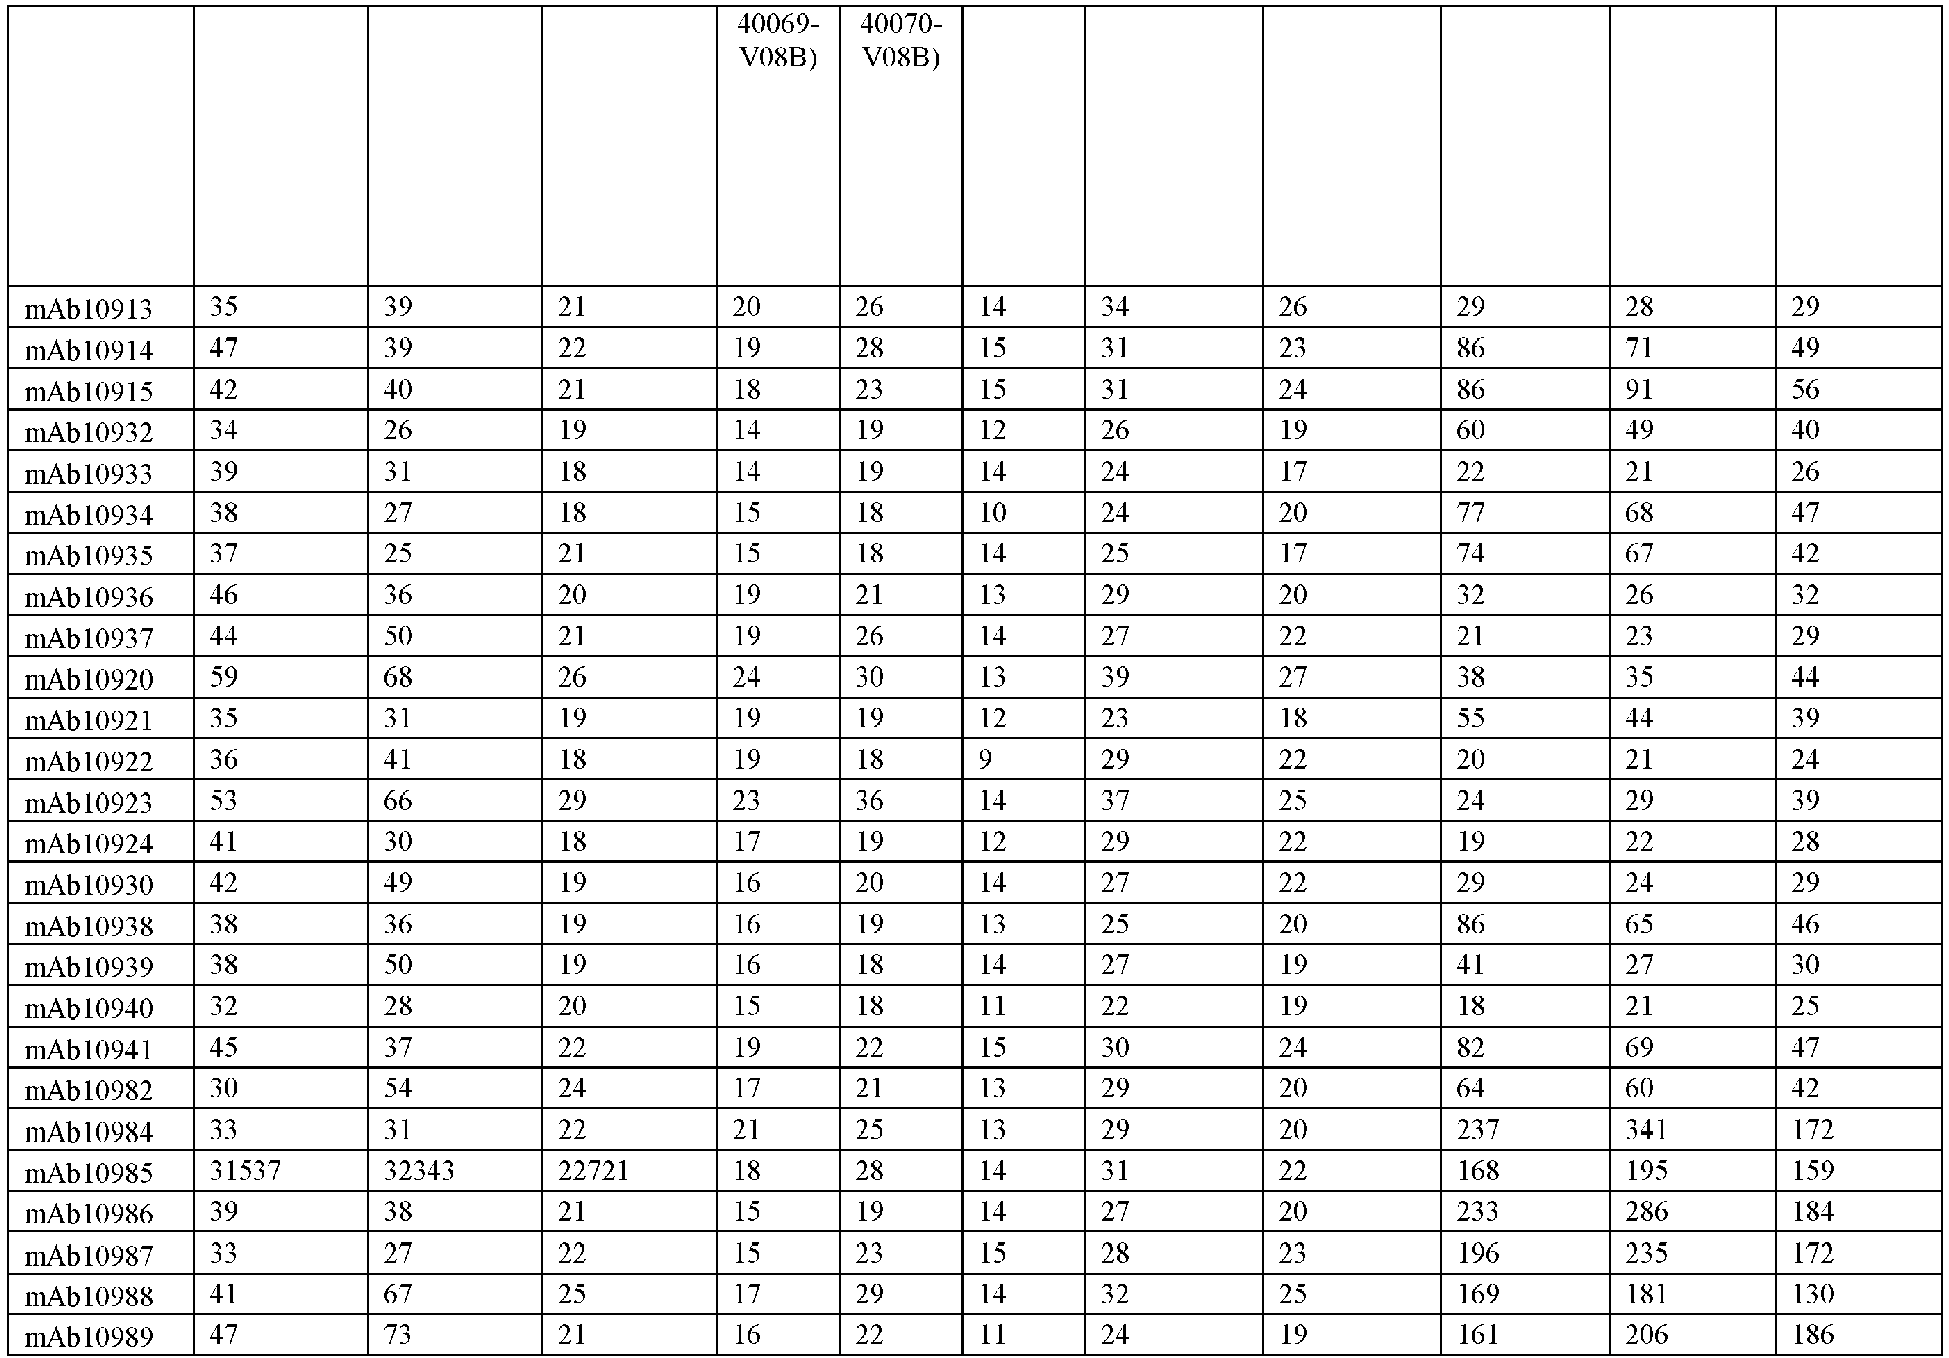 40069- 40070-
V08B) V08B)
mAb10913 35 39 21 20 26 14 34 26 29 28 29
mAb10914 47 39 22 19 28 15 31 23 86 71 49
mAb10915 42 40 21 18 23 15 31 24 86 91 56
mAb10932 34 26 19 14 19 12 26 19 60 49 40
mAb10933 39 31 18 14 19 14 24 17 22 21 26
mAb10934 38 27 18 15 18 10 24 20 77 68 47
mAb10935 37 25 21 15 18 14 25 17 74 67 42
mAb10936 46 36 20 19 21 13 29 20 32 26 32
mAb10937 44 50 21 19 26 14 27 22 21 23 29
mAb10920 59 68 26 24 30 13 39 27 38 35 44
mAb10921 35 31 19 19 19 12 23 18 55 44 39
mAb10922 36 41 18 19 18 9 29 22 20 21 24
mAb10923 53 66 29 23 36 14 37 25 24 29 39
mAb10924 41 30 18 17 19 12 29 22 19 22 28
mAb10930 42 49 19 16 20 14 27 22 29 24 29
mAb10938 38 36 19 16 19 13 25 20 86 65 46
mAb10939 38 50 19 16 18 14 27 19 41 27 30
mAb10940 32 28 20 15 18 11 22 19 18 21 25
mAb10941 45 37 22 19 22 15 30 24 82 69 47
mAb10982 30 54 24 17 21 13 29 20 64 60 42
mAb10984 33 31 22 21 25 13 29 20 237 341 172
mAb10985 31537 32343 22721 18 28 14 31 22 168 195 159
mAb10986 39 38 21 15 19 14 27 20 233 286 184
mAb10987 33 27 22 15 23 15 28 23 196 235 172
mAb10988 41 67 25 17 29 14 32 25 169 181 130
mAb10989 47 73 21 16 22 11 24 19 161 206 186